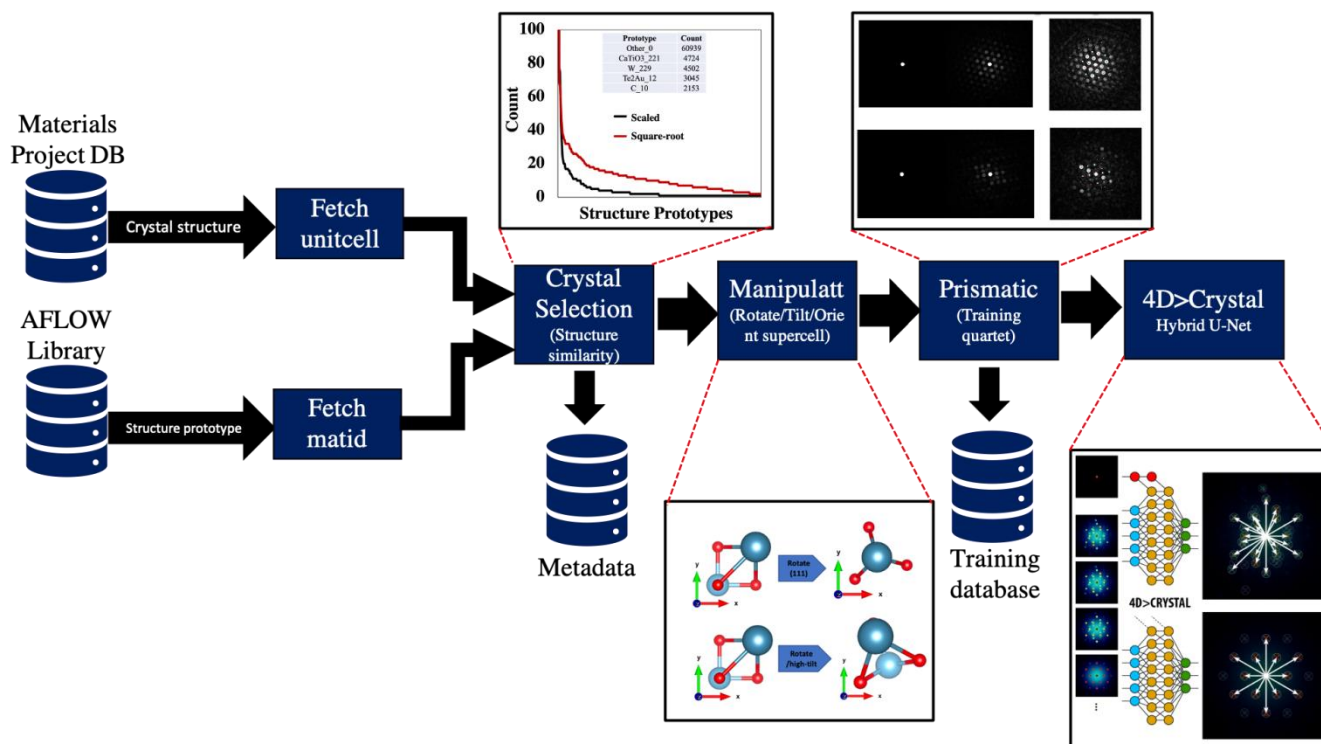 Materials
Project DB
Crystal structure
Fetch
unitcell
AFLOW
Library
Structure prototype
Fetch
matid
100
80
60
40
20
0
Count
Prototype Count
Other_0 60939
CaTiO3_221 4724
W_229 4502
Te2Au_12 3045
C_10 2153
Scaled
Square-root
Structure Prototypes
Crystal
Selection
(Structure
similarity)
Metadata
Manipulatt
(Rotate/Tilt/Orie
nt supercell)
y
x
Rotate
(111)
y
x
y
x
Rotate
/high-tilt
y
x
Prismatic
(Training
quartet)
Training
database
4D>Crystal
Hybrid U-Net
4D>CRYSTAL